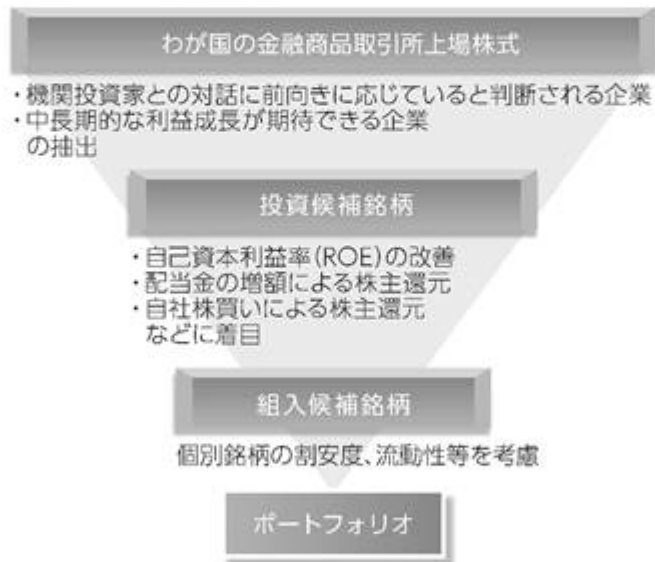 わが国の金融商品取引所上場株式
・機関投資家との対話に前向きに応じていると判断される企業
・中長期的な利益成長が期待できる企業
の抽出
投資候補銘柄
・自己資本利益率(ROE)の改善
・配当金の増額による株主還元
・自社株買いによる株主還元
などに着目
組入候補銘柄
個別銘柄の割安度、流動性等を考慮
ポートフォリオ